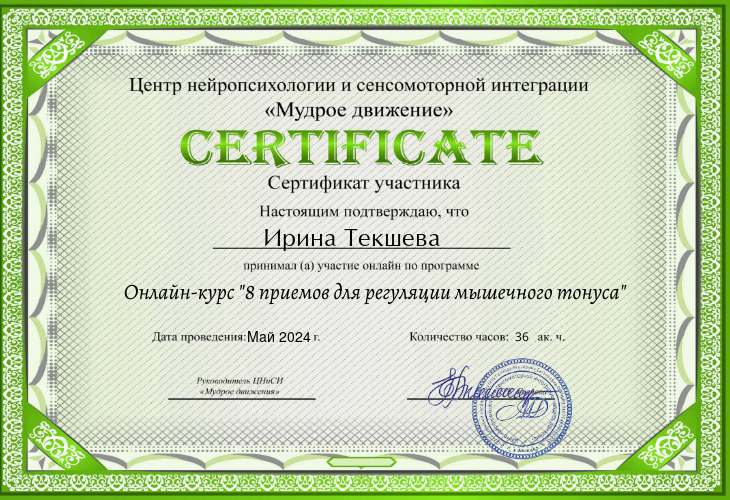 Центр нейропсихологии и сенсомоторной интеграции
«Мудрое движение»
CERTIFICATE
Сертификат участника
Настоящим подтверждаю, что
Ирина Текшева
принимал (а) участие онлайн по программе
Онлайн-курс "8 приемов для регуляции мышечного тонуса"
Дата проведения:Май 2024 г.
Количество часов: 36 ак. ч.
Руководитель ЦНиСИ
«Мудрое движения»